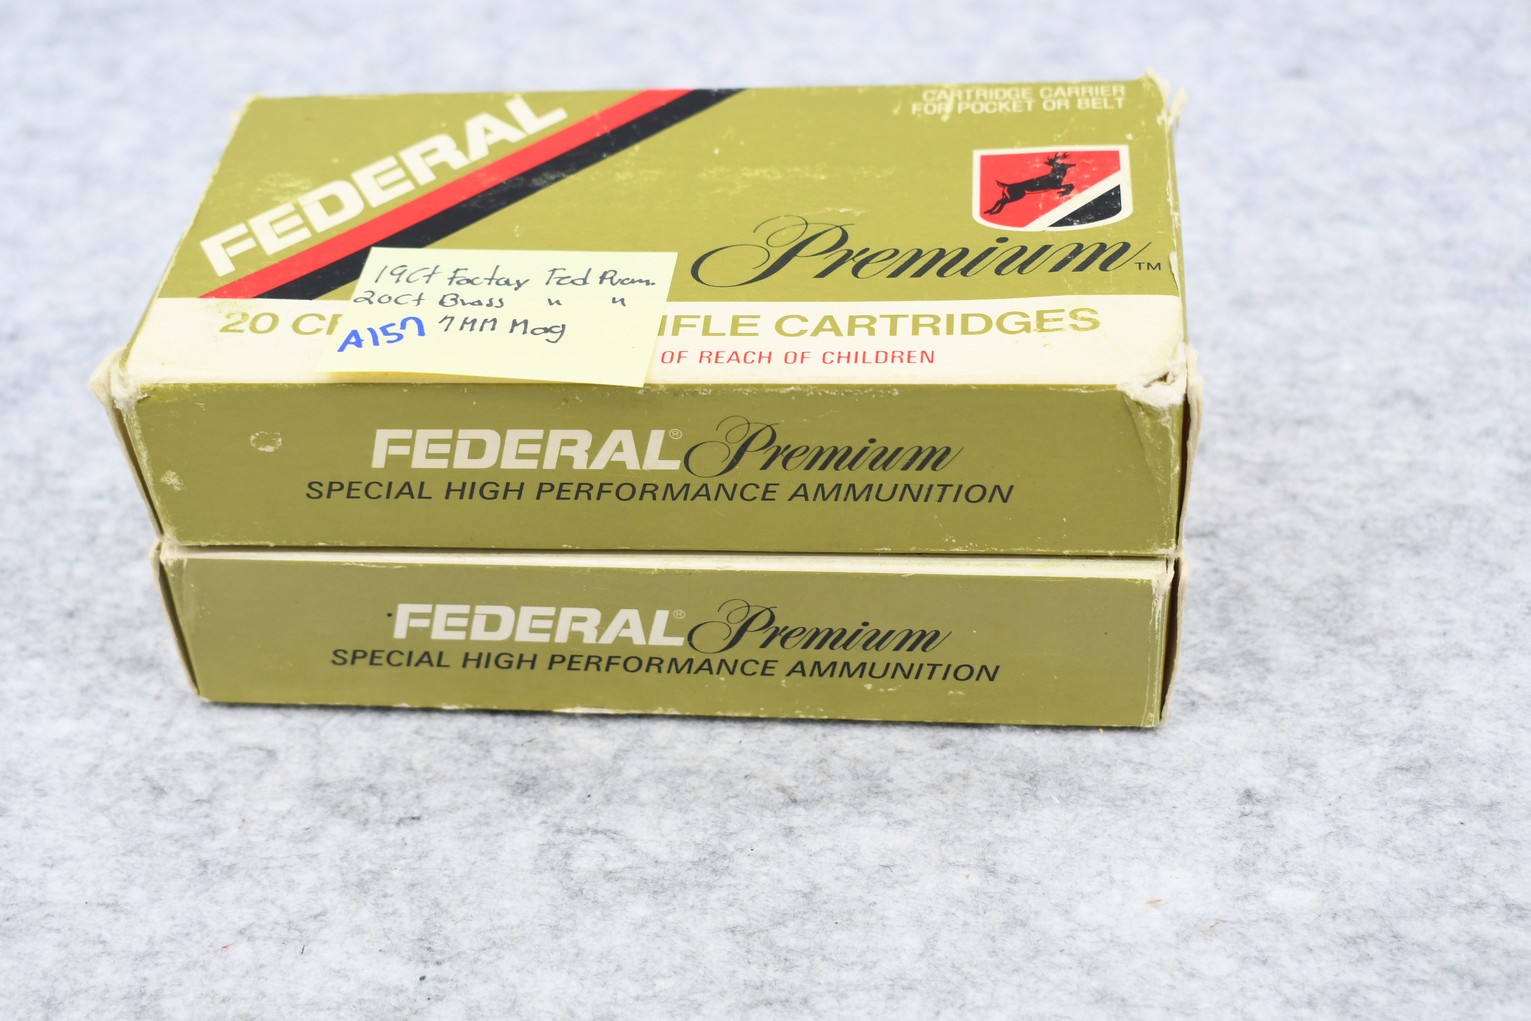 FEDERAL
CARTRIDGE CARRIER
FOR POCKET OR BELT
Premium™
19Ct Factory Fed Prem.
20Ct Brass " "
A157 7MM Mag
20 CE IFLE CARTRIDGES
OF REACH OF CHILDREN
FEDERAL® Premium
SPECIAL HIGH PERFORMANCE AMMUNITION
FEDERAL® Premium
SPECIAL HIGH PERFORMANCE AMMUNITION